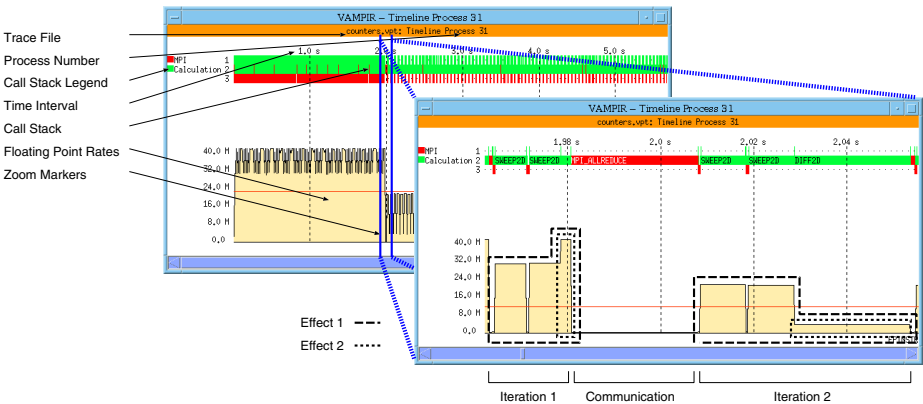 VAMPIR - Timeline Process 31
counters.vpt: Timeline Process 31
Trace File
Process Number
Call Stack Legend
Time Interval
Call Stack
Floating Point Rates
Zoom Markers
1.0 s
2.0 s
4.0 s
5.0 s
MPI
Calculation
1
2
3
40.0 M
32.0 M
24.0 M
16.0 M
8.0 M
0.0
VAMPIR - Timeline Process 31
counters.vpt: Timeline Process 31
1.98 s
2.0 s
2.02 s
2.04 s
MPI
Calculation
1
2
3
SWEEP2D SWEEP2D MPI_ALLREDUCE SWEEP2D SWEEP2D DIFF2D
40.0 M
32.0 M
24.0 M
16.0 M
8.0 M
0.0
Effect 1
Effect 2
Iteration 1
Communication
Iteration 2